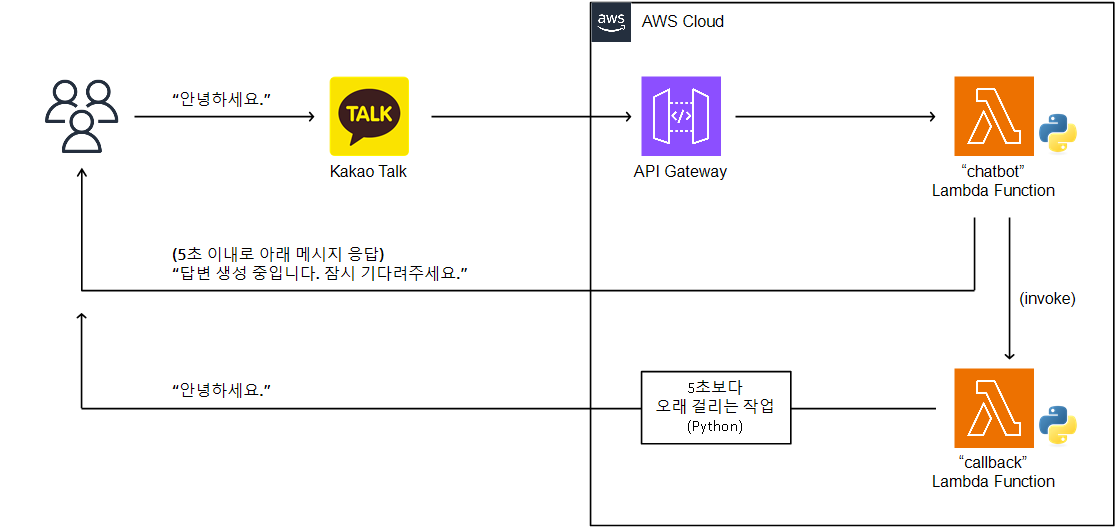 aws
AWS Cloud
“안녕하세요.”
TALK
</>
Kakao Talk
API Gateway
“chatbot”
Lambda Function
(5초 이내로 아래 메시지 응답)
“답변 생성 중입니다. 잠시 기다려주세요.”
(invoke)
“안녕하세요.”
5초보다
오래 걸리는 작업
(Python)
“callback”
Lambda Function